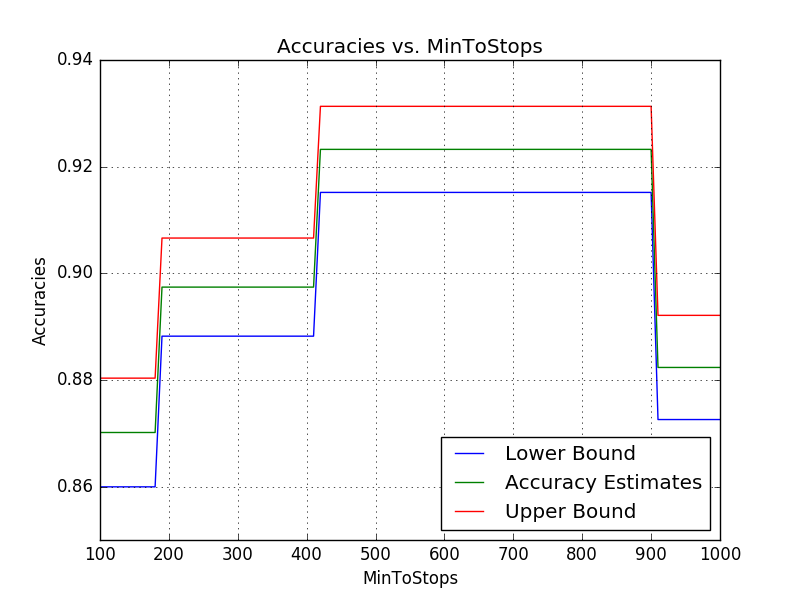 Accuracies vs. MinToStops
0.94
0.92
0.90
0.88
0.86
Accuracies
Lower Bound
Accuracy Estimates
Upper Bound
100 200 300 400 500 600 700 800 900 1000
MinToStops